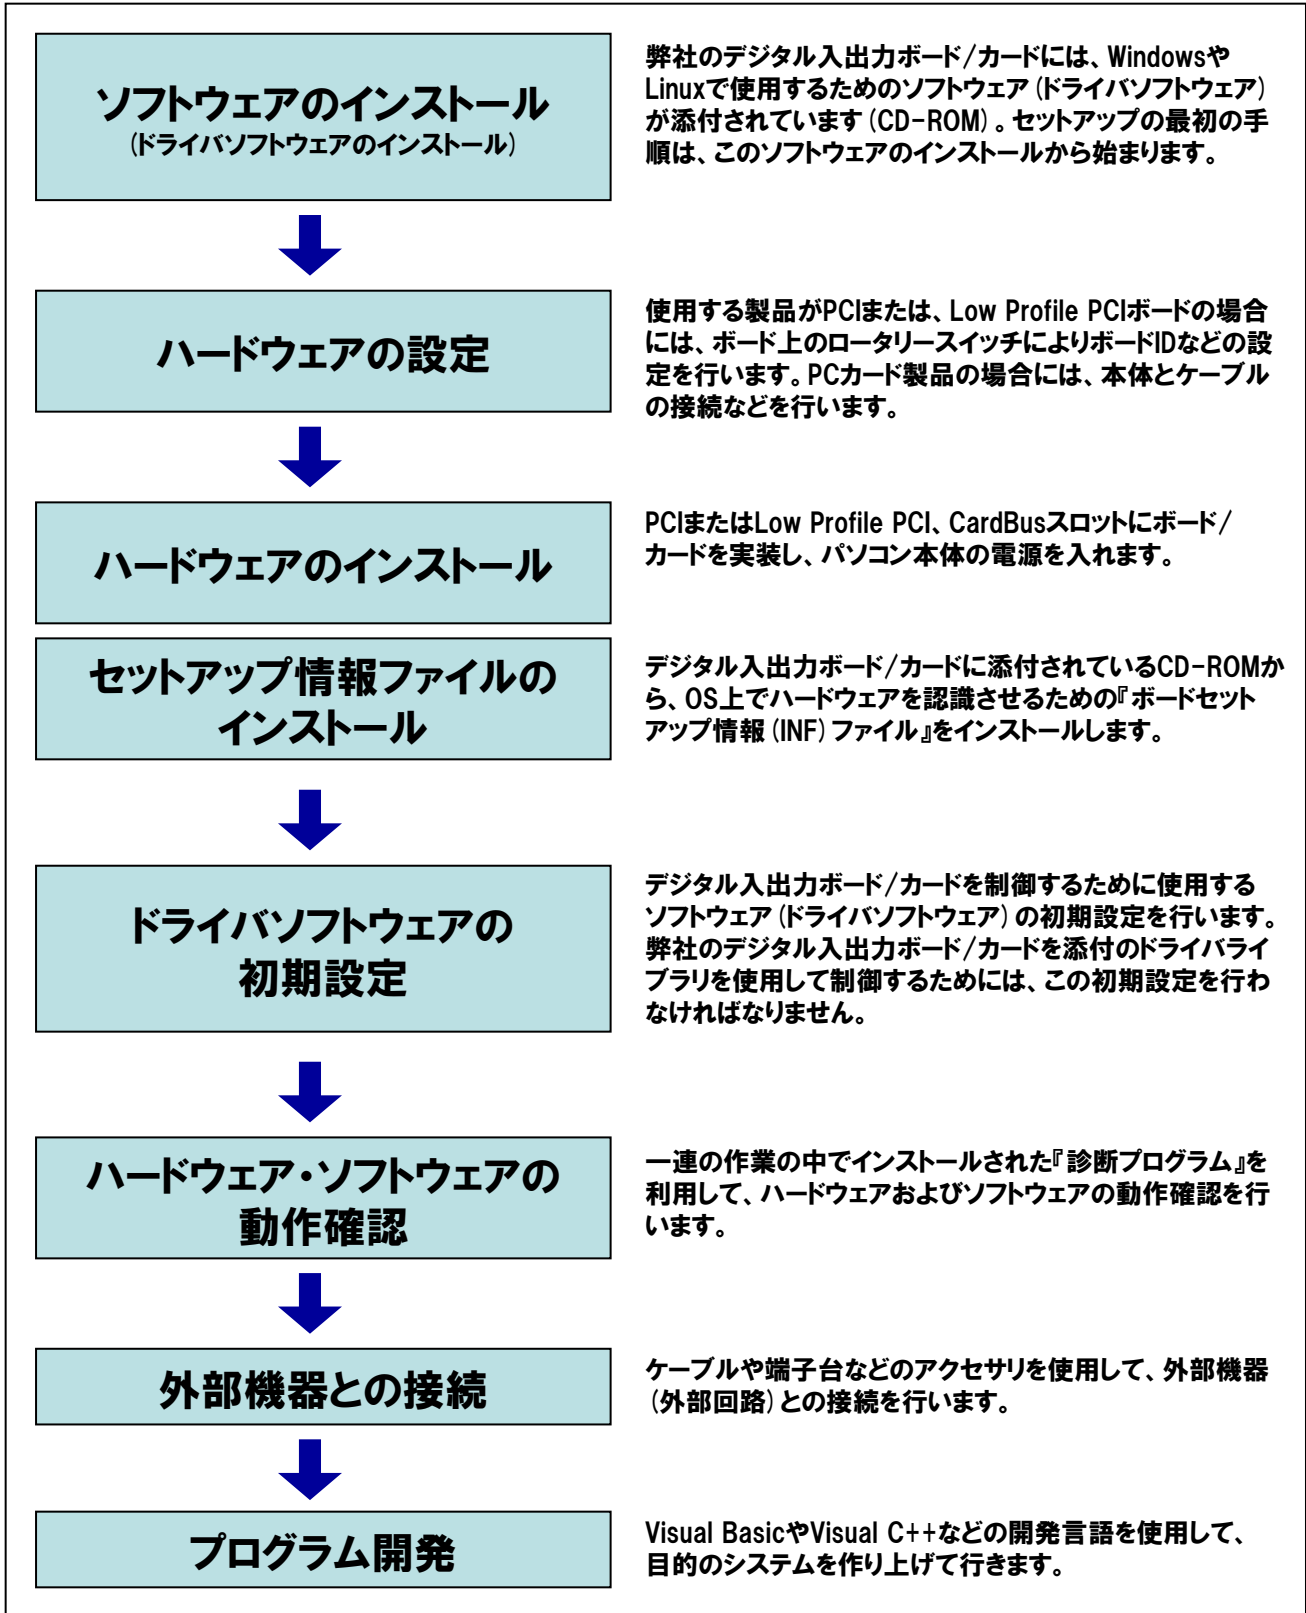 ソフトウェアのインストール
(ドライバソフトウェアのインストール)
弊社のデジタル入出力ボード/カードには、Windowsや
Linuxで使用するためのソフトウェア(ドライバソフトウェア)
が添付されています(CD-ROM)。セットアップの最初の手
順は、このソフトウェアのインストールから始まります。
ハードウェアの設定
使用する製品がPCIまたは、Low Profile PCIボードの場合
には、ボード上のロータリースイッチによりボードIDなどの設
定を行います。PCカード製品の場合には、本体とケーブル
の接続などを行います。
ハードウェアのインストール
PCIまたはLow Profile PCI、CardBusスロットにボード/
カードを実装し、パソコン本体の電源を入れます。
セットアップ情報ファイルの
インストール
デジタル入出力ボード/カードに添付されているCD-ROMか
ら、OS上でハードウェアを認識させるための『ボードセット
アップ情報(INF)ファイル』をインストールします。
ドライバソフトウェアの
初期設定
デジタル入出力ボード/カードを制御するために使用する
ソフトウェア(ドライバソフトウェア)の初期設定を行います。
弊社のデジタル入出力ボード/カードを添付のドライバライ
ブラリを使用して制御するためには、この初期設定を行わ
なければなりません。
ハードウェア・ソフトウェアの
動作確認
一連の作業の中でインストールされた『診断プログラム』を
利用して、ハードウェアおよびソフトウェアの動作確認を行
います。
外部機器との接続
ケーブルや端子台などのアクセサリを使用して、外部機器
(外部回路)との接続を行います。
プログラム開発
Visual BasicやVisual C++などの開発言語を使用して、
目的のシステムを作り上げて行きます。